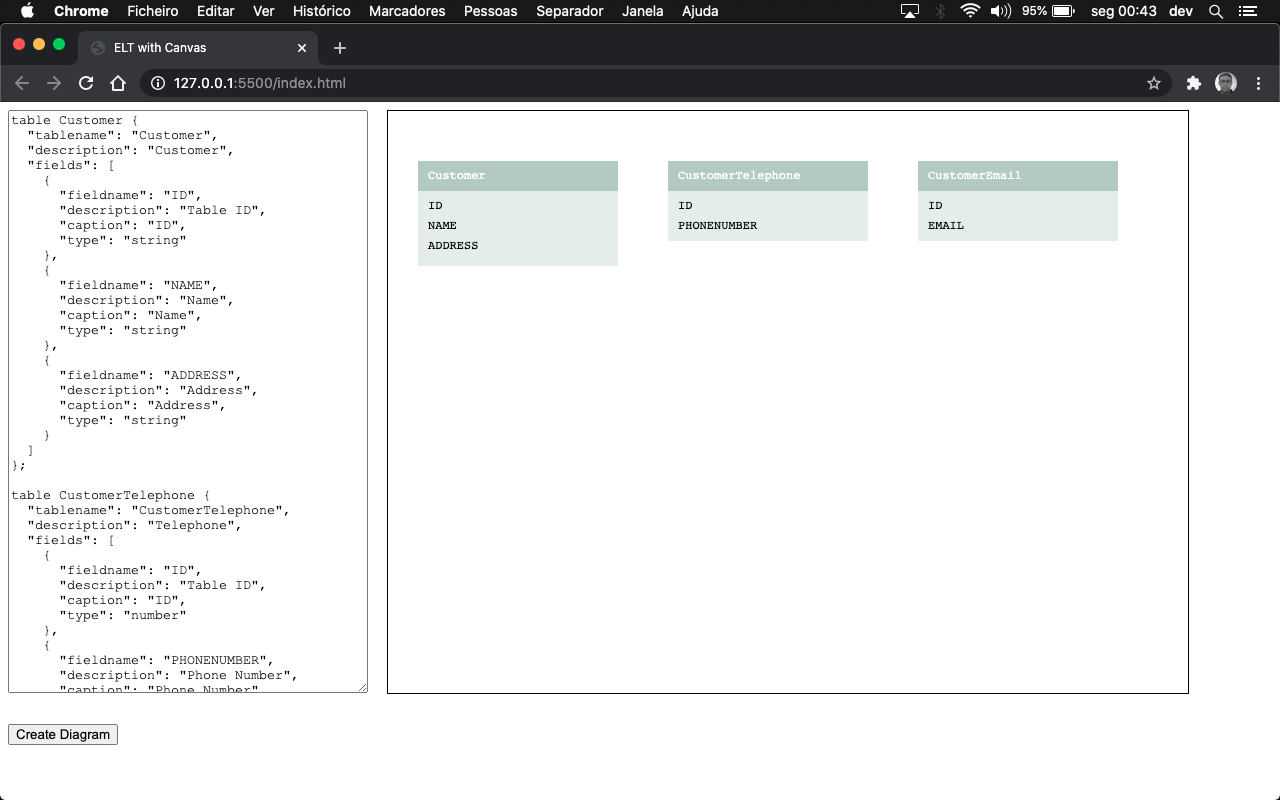 Chrome Ficheiro Editar Ver Histórico Marcadores Pessoas Separador Janela Ajuda 95% seg 00:43 dev
ELT with Canvas
127.0.0.1:5500/index.html
table Customer {
  "tablename": "Customer",
  "description": "Customer",
  "fields": [
    {
      "fieldname": "ID",
      "description": "Table ID",
      "caption": "ID",
      "type": "string"
    },
    {
      "fieldname": "NAME",
      "description": "Name",
      "caption": "Name",
      "type": "string"
    },
    {
      "fieldname": "ADDRESS",
      "description": "Address",
      "caption": "Address",
      "type": "string"
    }
  ]
};

table CustomerTelephone {
  "tablename": "CustomerTelephone",
  "description": "Telephone",
  "fields": [
    {
      "fieldname": "ID",
      "description": "Table ID",
      "caption": "ID",
      "type": "number"
    },
    {
      "fieldname": "PHONENUMBER",
      "description": "Phone Number",
      "caption": "Phone Number"
Create Diagram
Customer
ID
NAME
ADDRESS
CustomerTelephone
ID
PHONENUMBER
CustomerEmail
ID
EMAIL